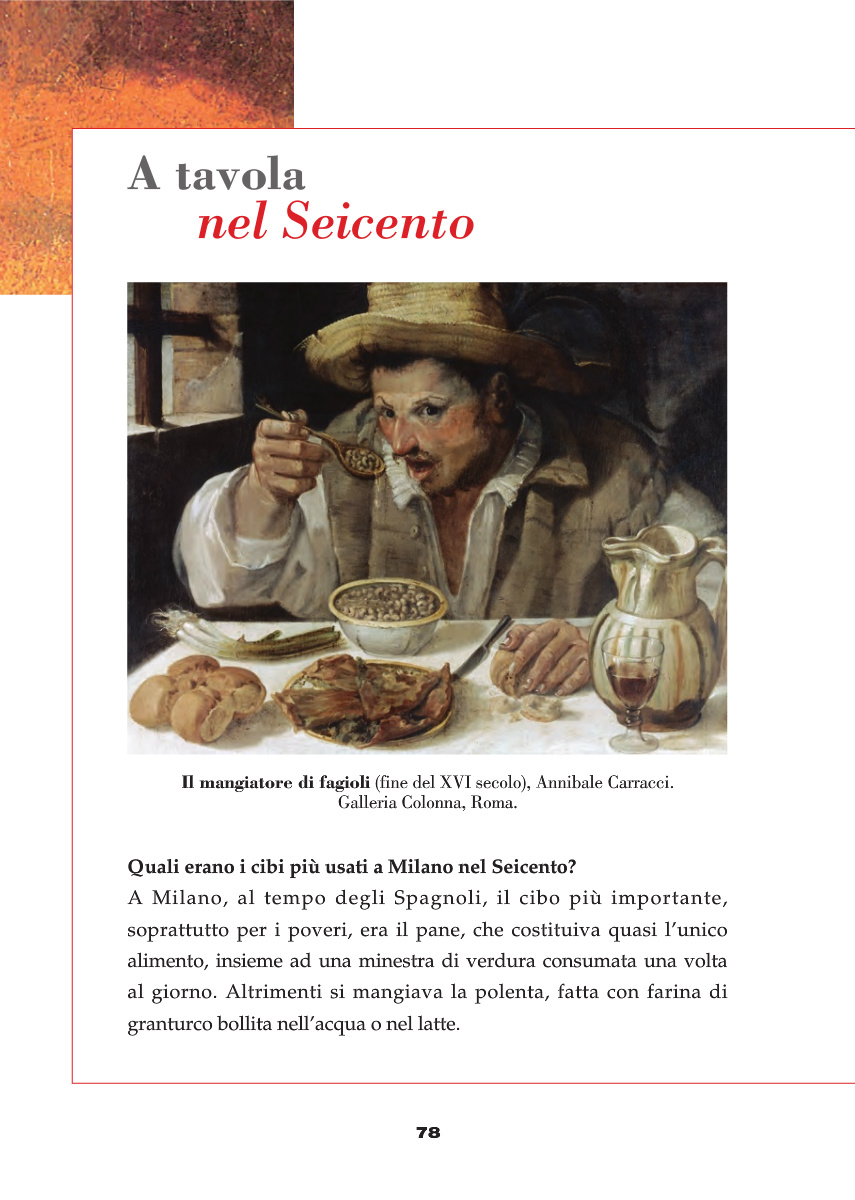 A tavola
nel Seicento
Il mangiatore di fagioli (fine del XVI secolo), Annibale Carracci.
Galleria Colonna, Roma.
Quali erano i cibi più usati a Milano nel Seicento?
A Milano, al tempo degli Spagnoli, il cibo più importante,
soprattutto per i poveri, era il pane, che costituiva quasi l’unico
alimento, insieme ad una minestra di verdura consumata una volta
al giorno. Altrimenti si mangiava la polenta, fatta con farina di
granturco bollita nell’acqua o nel latte.
78